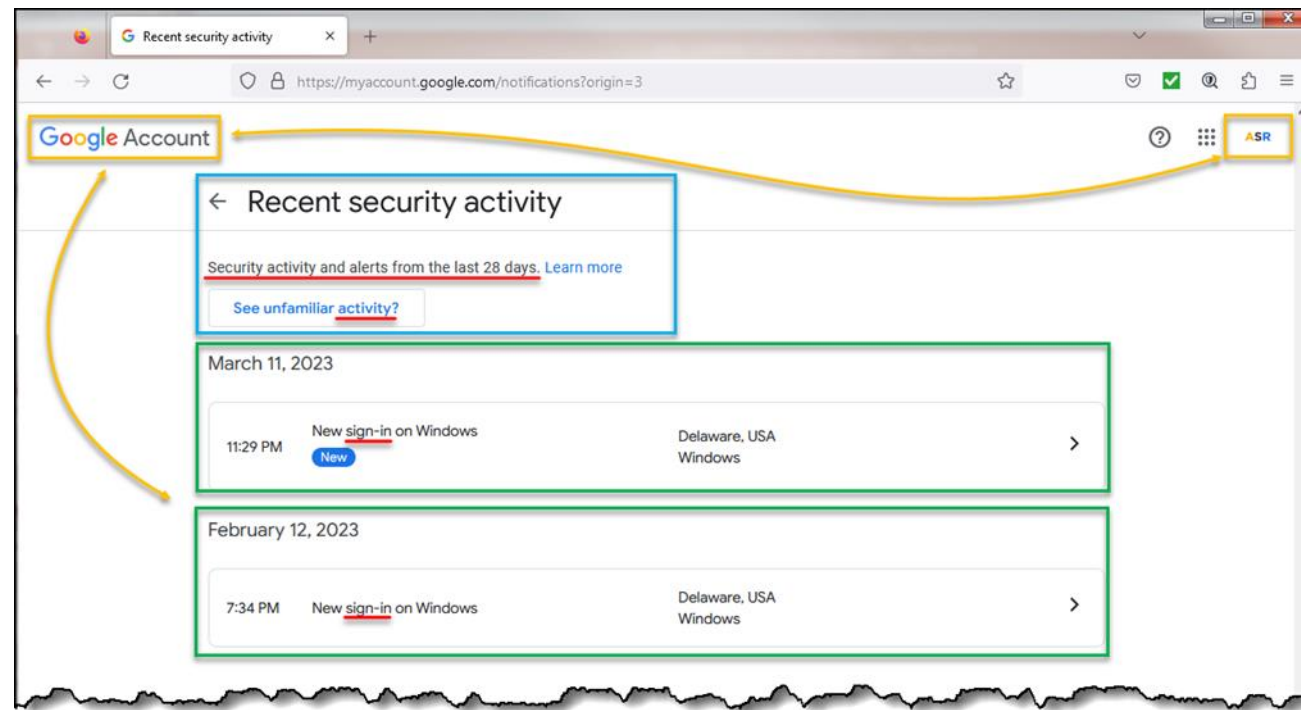 Recent security activity
https://myaccount.google.com/notifications?origin=3
Google Account
ASR
Recent security activity
Security activity and alerts from the last 28 days. Learn more
See unfamiliar activity?
March 11, 2023
11:29 PM
New sign-in on Windows
New
Delaware, USA
Windows
February 12, 2023
7:34 PM
New sign-in on Windows
Delaware, USA
Windows